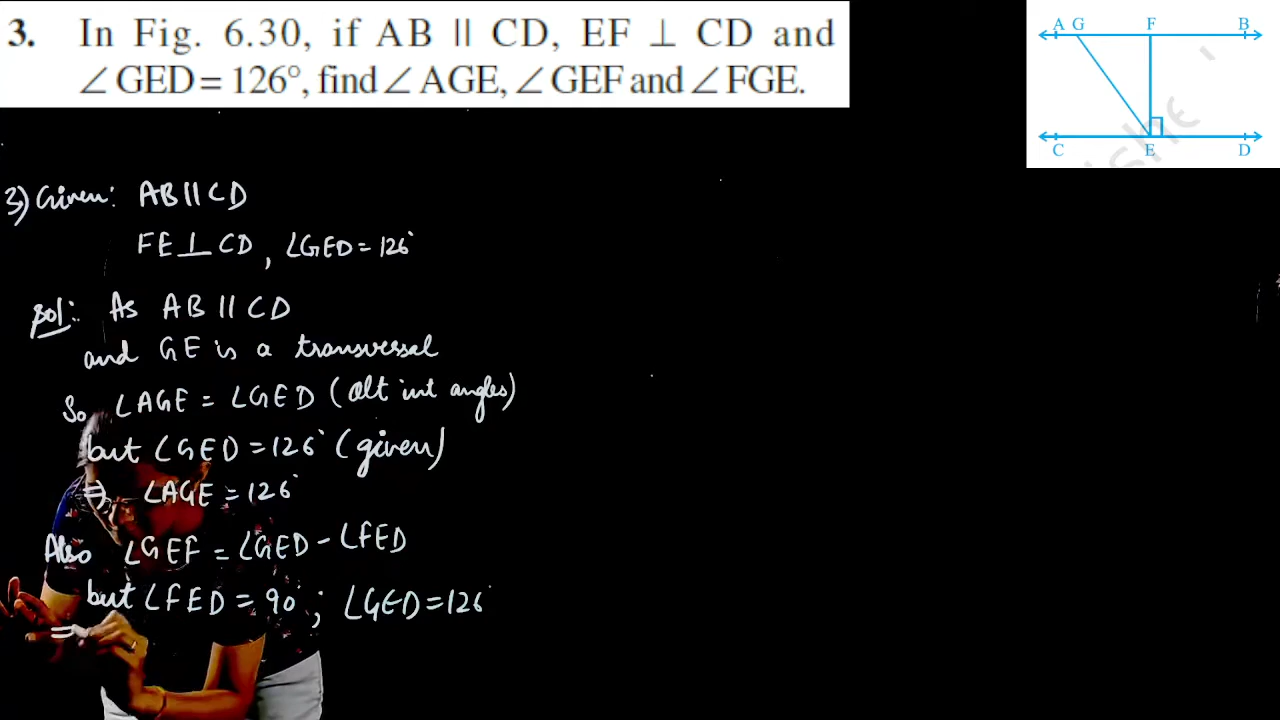 3. In Fig. 6.30, if AB || CD, EF ⊥ CD and
∠GED = 126°, find ∠AGE, ∠GEF and ∠FGE.
A G F B
C E D
3) Given: AB || CD
FE ⊥ CD, ∠GED = 126°
Sol: As AB || CD
and GE is a transversal
So ∠AGE = ∠GED (alt int angles)
but ∠GED = 126° (given)
⇒ ∠AGE = 126°
Also ∠GEF = ∠GED - ∠FED
but ∠FED = 90° ; ∠GED = 126°
=